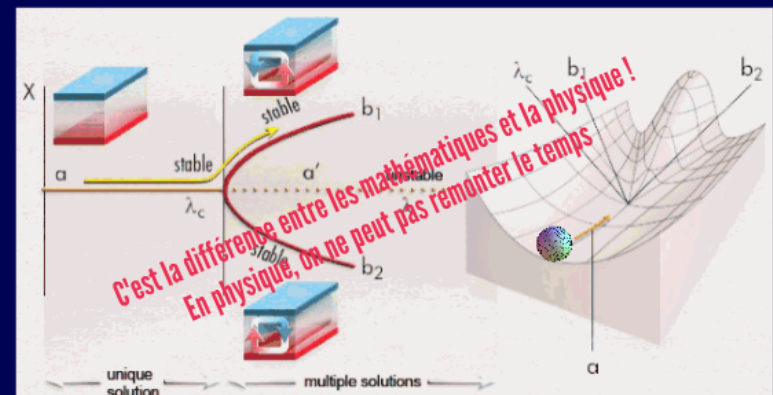 X
a
stable
stable
b₁
a'
unstable
λc
λ
stable
b₂
unique
solution
multiple solutions
λc
b₁
b₂
a
C'est la différence entre les mathématiques et la physique !
En physique, on ne peut pas remonter le temps